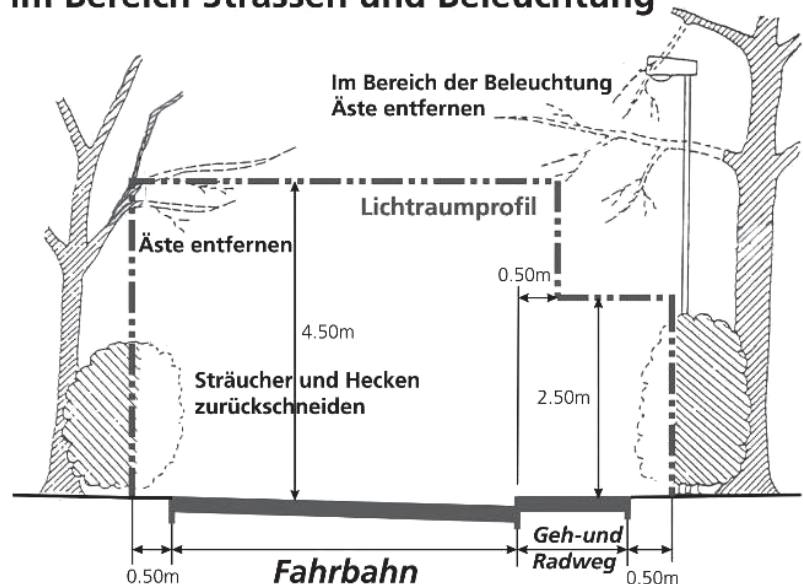 im Bereich Strassen und Beleuchtung
Im Bereich der Beleuchtung
Äste entfernen
Lichtraumprofil
Äste entfernen
0.50m
4.50m
Sträucher und Hecken
zurückschneiden
2.50m
Geh-und
Radweg
0.50m
Fahrbahn
0.50m